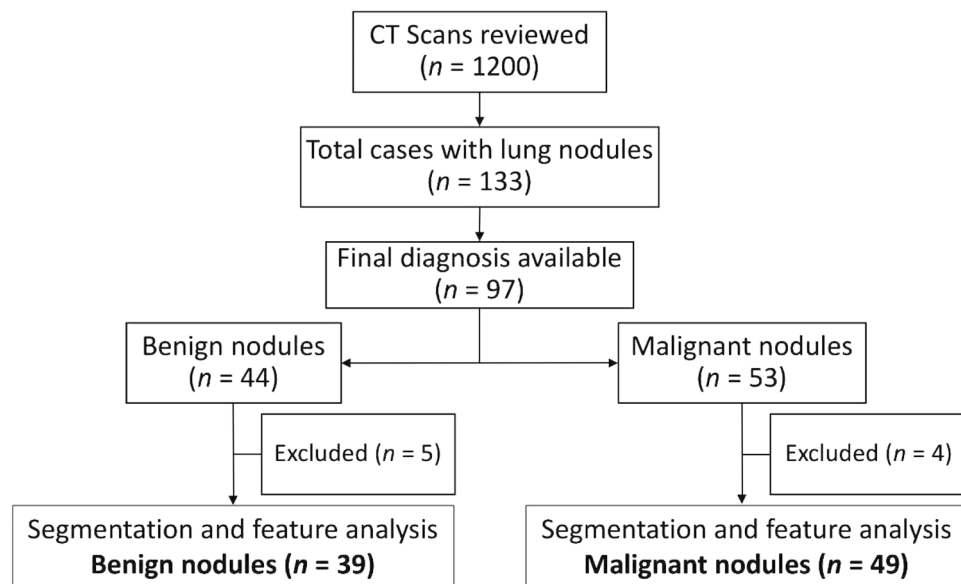 CT Scans reviewed
(n = 1200)
Total cases with lung nodules
(n = 133)
Final diagnosis available
(n = 97)
Benign nodules
(n = 44)
Malignant nodules
(n = 53)
Excluded (n = 5)
Excluded (n = 4)
Segmentation and feature analysis
Benign nodules (n = 39)
Segmentation and feature analysis
Malignant nodules (n = 49)